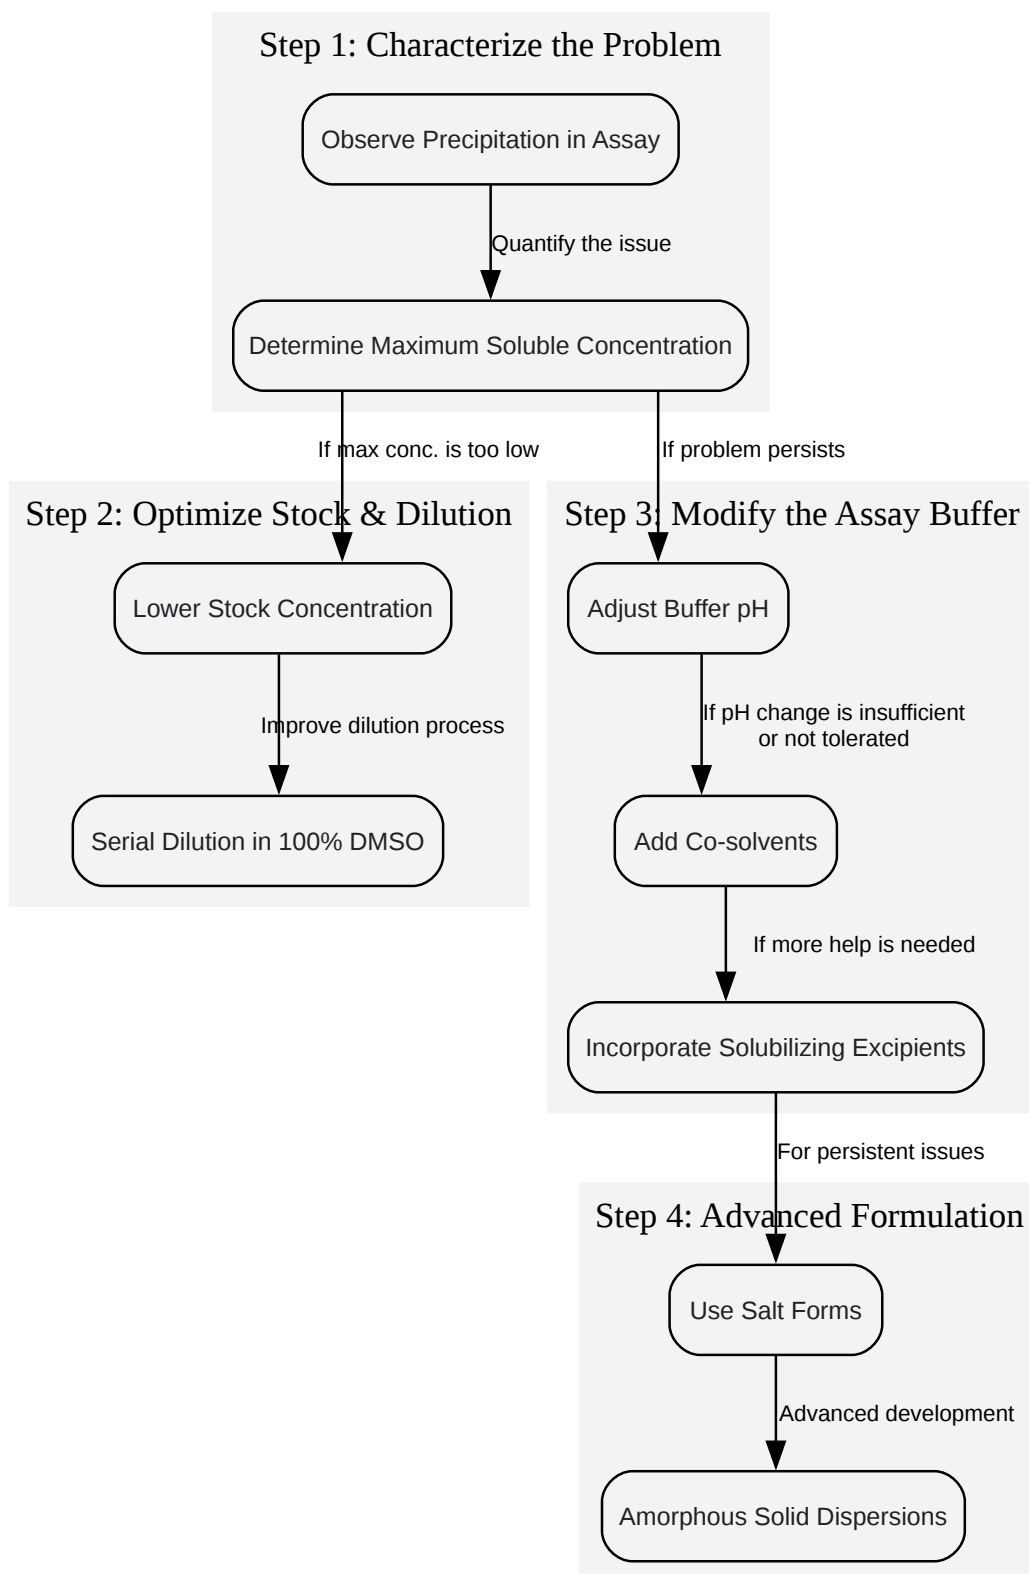 Step 1: Characterize the Problem
Observe Precipitation in Assay
Quantify the issue
Determine Maximum Soluble Concentration
If max conc. is too low
If problem persists
Step 2: Optimize Stock & Dilution
Lower Stock Concentration
Improve dilution process
Serial Dilution in 100% DMSO
Step 3: Modify the Assay Buffer
Adjust Buffer pH
If pH change is insufficient
or not tolerated
Add Co-solvents
If more help is needed
Incorporate Solubilizing Excipients
For persistent issues
Step 4: Advanced Formulation
Use Salt Forms
Advanced development
Amorphous Solid Dispersions